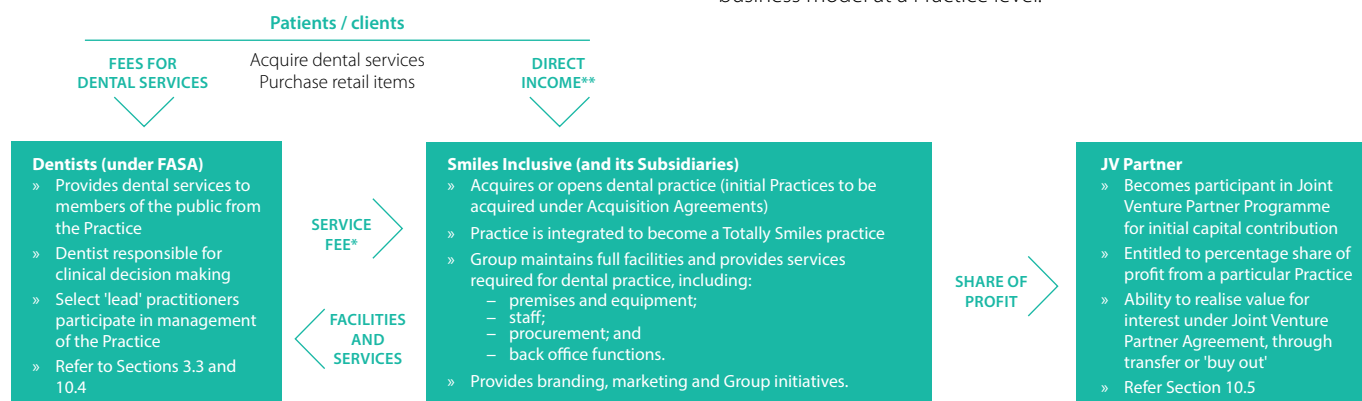 business model at a Practice level.
Patients / clients
FEES FOR
DENTAL SERVICES
Acquire dental services
Purchase retail items
DIRECT
INCOME**
Dentists (under FASA)
» Provides dental services to
members of the public from
the Practice
» Dentist responsible for
clinical decision making
» Select 'lead' practitioners
participate in management
of the Practice
» Refer to Sections 3.3 and
10.4
SERVICE
FEE*
FACILITIES
AND
SERVICES
Smiles Inclusive (and its Subsidiaries)
» Acquires or opens dental practice (initial Practices to be
acquired under Acquisition Agreements)
» Practice is integrated to become a Totally Smiles practice
» Group maintains full facilities and provides services
required for dental practice, including:
– premises and equipment;
– staff;
– procurement; and
– back office functions.
» Provides branding, marketing and Group initiatives.
SHARE OF
PROFIT
JV Partner
» Becomes participant in Joint
Venture Partner Programme
for initial capital contribution
» Entitled to percentage share of
profit from a particular Practice
» Ability to realise value for
interest under Joint Venture
Partner Agreement, through
transfer or 'buy out'
» Refer Section 10.5